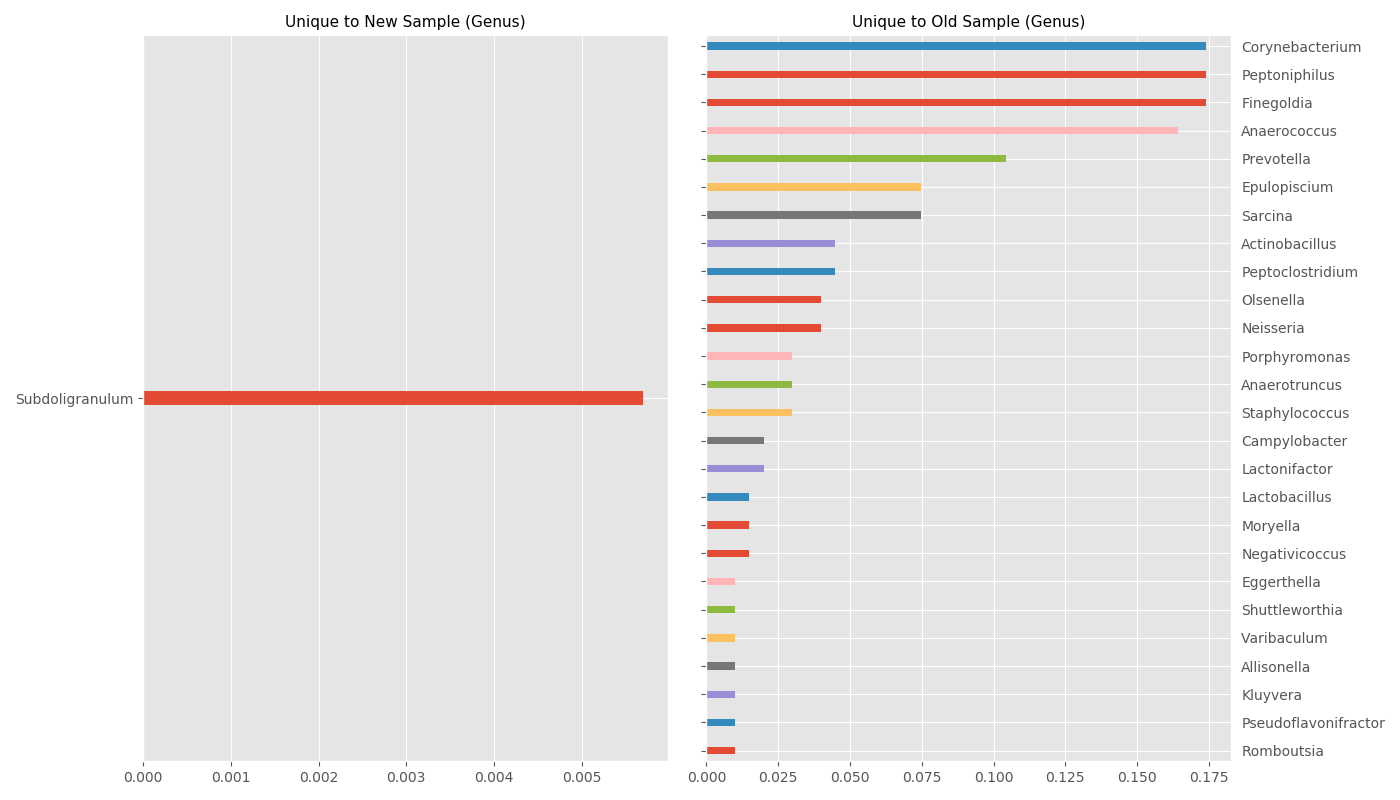 Unique to New Sample (Genus)
Subdoligranulum
0.000 0.001 0.002 0.003 0.004 0.005
Unique to Old Sample (Genus)
Corynebacterium
Peptoniphilus
Finegoldia
Anaerococcus
Prevotella
Epulopiscium
Sarcina
Actinobacillus
Peptoclostridium
Olsenella
Neisseria
Porphyromonas
Anaerotruncus
Staphylococcus
Campylobacter
Lactonifactor
Lactobacillus
Moryella
Negativicoccus
Eggerthella
Shuttleworthia
Varibaculum
Allisonella
Kluyvera
Pseudoflavonifractor
Romboutsia
0.000 0.025 0.050 0.075 0.100 0.125 0.150 0.175